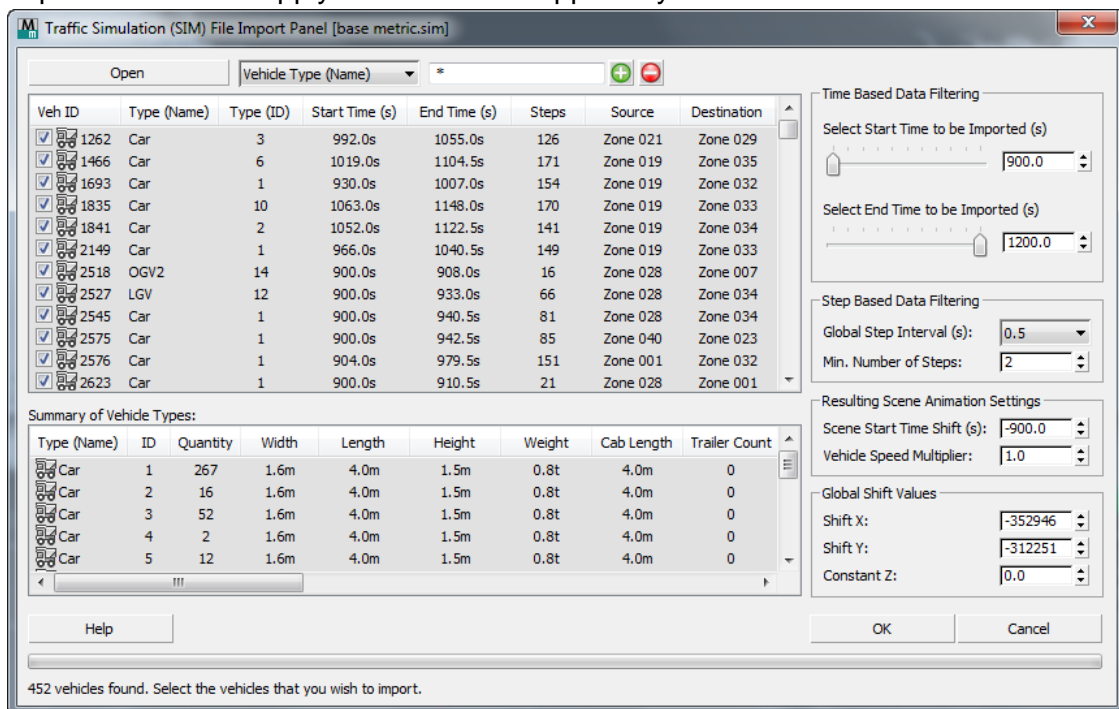 Traffic Simulation (SIM) File Import Panel [base metric.sim]
Open Vehicle Type (Name) *
Veh ID Type (Name) Type (ID) Start Time (s) End Time (s) Steps Source Destination
1262 Car 3 992.0s 1055.0s 126 Zone 021 Zone 029
1466 Car 6 1019.0s 1104.5s 171 Zone 019 Zone 035
1693 Car 1 930.0s 1007.0s 154 Zone 019 Zone 032
1835 Car 10 1063.0s 1148.0s 170 Zone 019 Zone 033
1841 Car 2 1052.0s 1122.5s 141 Zone 019 Zone 034
2149 Car 1 966.0s 1040.5s 149 Zone 019 Zone 033
2518 OGV2 14 900.0s 908.0s 16 Zone 028 Zone 007
2527 LGV 12 900.0s 933.0s 66 Zone 028 Zone 034
2545 Car 1 900.0s 940.5s 81 Zone 028 Zone 034
2575 Car 1 900.0s 942.5s 85 Zone 040 Zone 023
2576 Car 1 904.0s 979.5s 151 Zone 001 Zone 032
2623 Car 1 900.0s 910.5s 21 Zone 028 Zone 001
Summary of Vehicle Types:
Type (Name) ID Quantity Width Length Height Weight Cab Length Trailer Count
Car 1 267 1.6m 4.0m 1.5m 0.8t 4.0m 0
Car 2 16 1.6m 4.0m 1.5m 0.8t 4.0m 0
Car 3 52 1.6m 4.0m 1.5m 0.8t 4.0m 0
Car 4 2 1.6m 4.0m 1.5m 0.8t 4.0m 0
Car 5 12 1.6m 4.0m 1.5m 0.8t 4.0m 0
Time Based Data Filtering
Select Start Time to be Imported (s)
900.0
Select End Time to be Imported (s)
1200.0
Step Based Data Filtering
Global Step Interval (s): 0.5
Min. Number of Steps: 2
Resulting Scene Animation Settings
Scene Start Time Shift (s): -900.0
Vehicle Speed Multiplier: 1.0
Global Shift Values
Shift X: -352946
Shift Y: -312251
Constant Z: 0.0
Help OK Cancel
452 vehicles found. Select the vehicles that you wish to import.